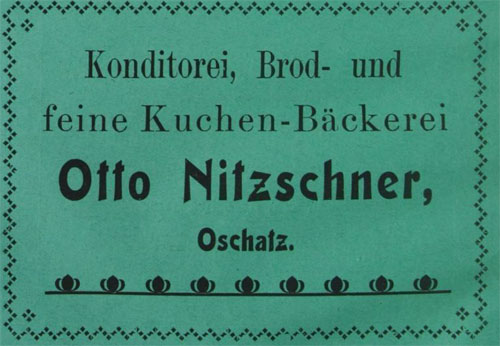 Konditorei, Brod- und
feine Kuchen-Bäckerei
Otto Nitzschner,
Oschatz.